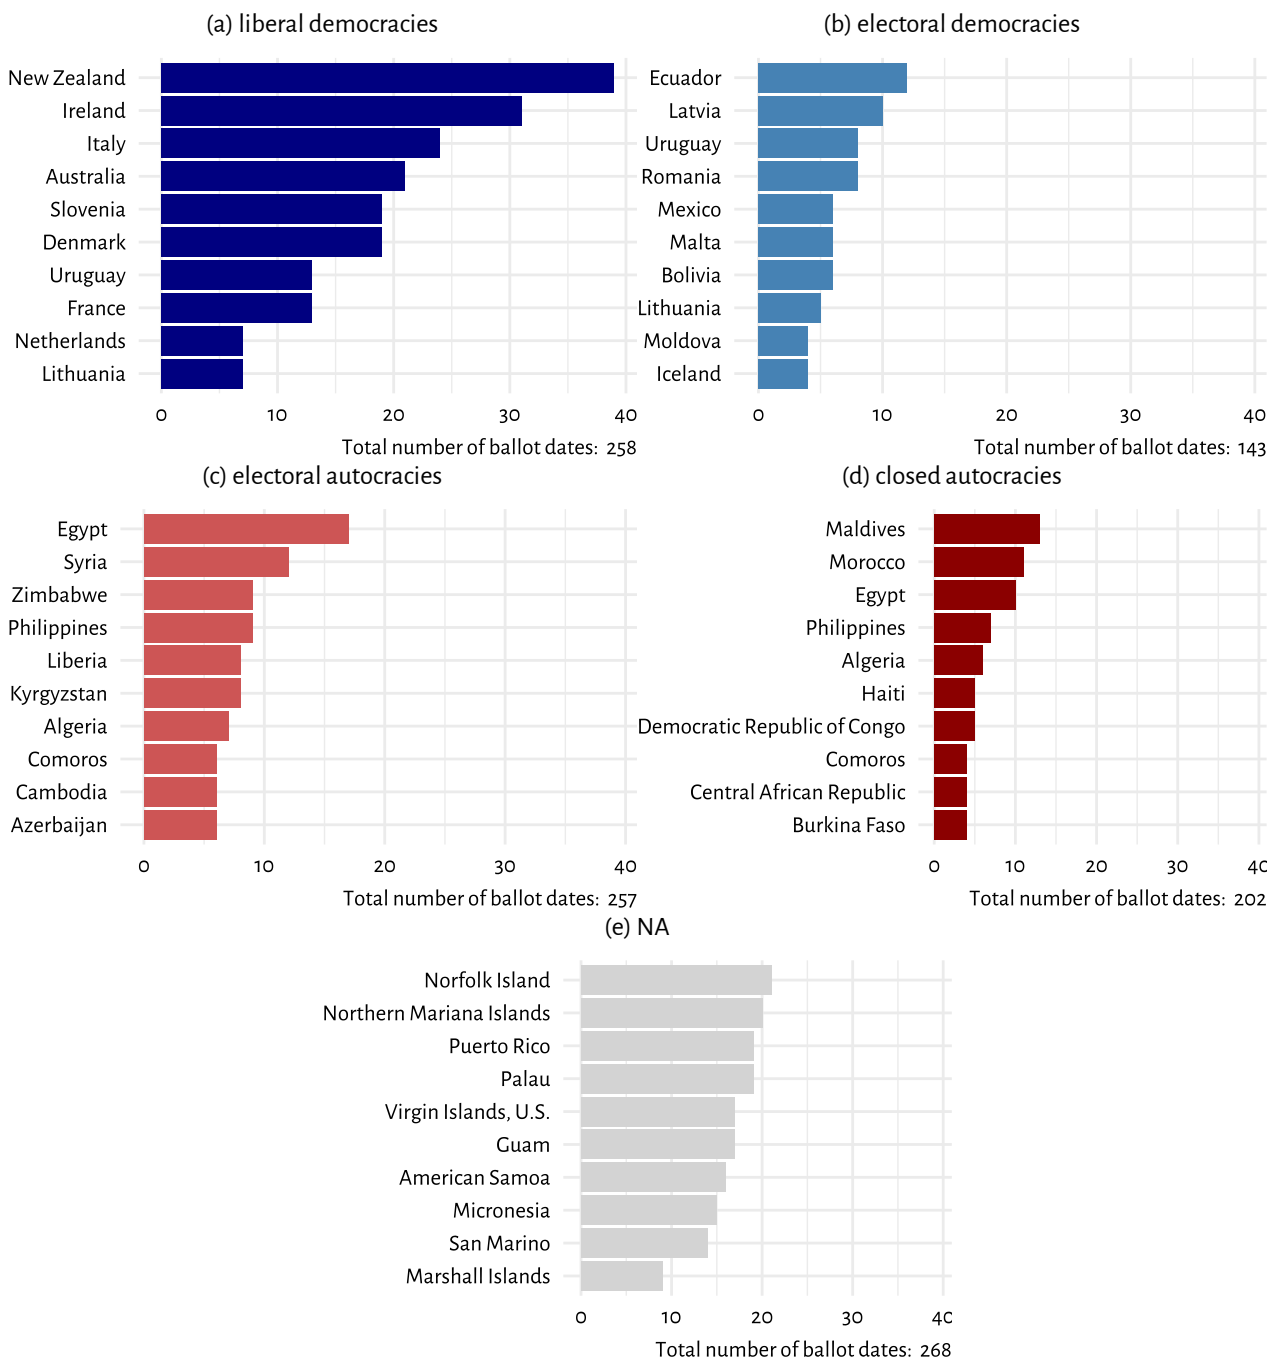 (a) liberal democracies
New Zealand
Ireland
Italy
Australia
Slovenia
Denmark
Uruguay
France
Netherlands
Lithuania
0 10 20 30 40
Total number of ballot dates: 258
(b) electoral democracies
Ecuador
Latvia
Uruguay
Romania
Mexico
Malta
Bolivia
Lithuania
Moldova
Iceland
0 10 20 30 40
Total number of ballot dates: 143
(c) electoral autocracies
Egypt
Syria
Zimbabwe
Philippines
Liberia
Kyrgyzstan
Algeria
Comoros
Cambodia
Azerbaijan
0 10 20 30 40
Total number of ballot dates: 257
(d) closed autocracies
Maldives
Morocco
Egypt
Philippines
Algeria
Haiti
Democratic Republic of Congo
Comoros
Central African Republic
Burkina Faso
0 10 20 30 40
Total number of ballot dates: 202
(e) NA
Norfolk Island
Northern Mariana Islands
Puerto Rico
Palau
Virgin Islands, U.S.
Guam
American Samoa
Micronesia
San Marino
Marshall Islands
0 10 20 30 40
Total number of ballot dates: 268